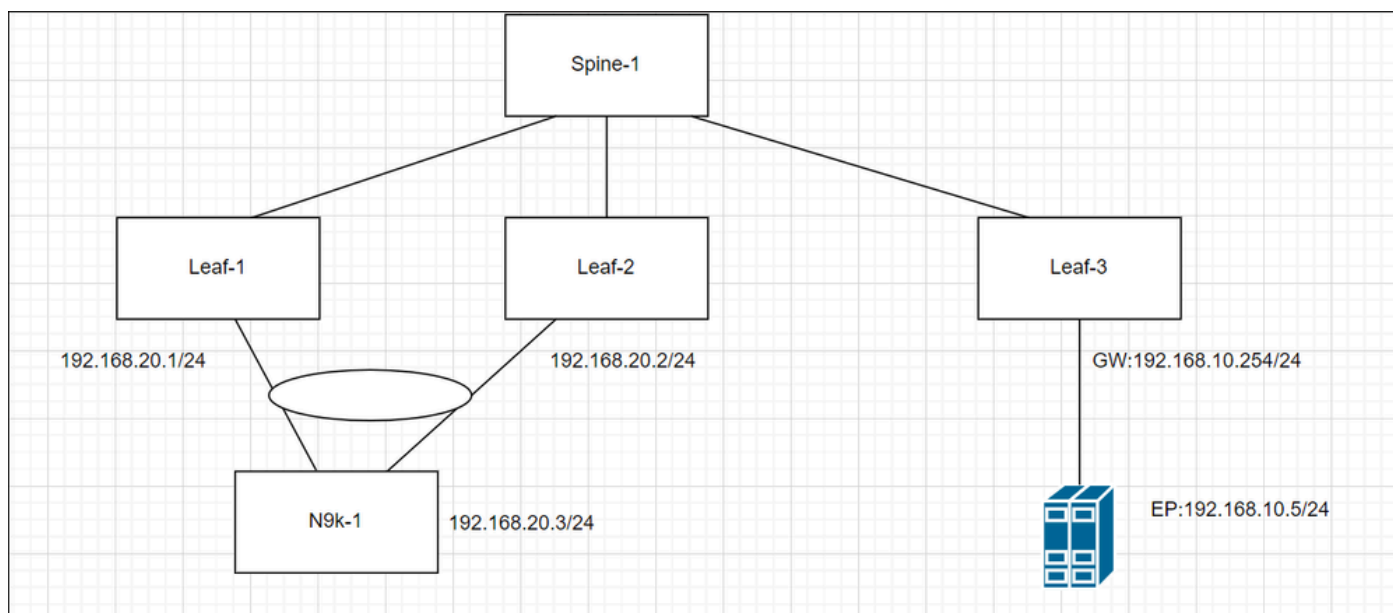 Spine-1
Leaf-1
Leaf-2
Leaf-3
192.168.20.1/24
192.168.20.2/24
GW:192.168.10.254/24
N9k-1
192.168.20.3/24
EP:192.168.10.5/24